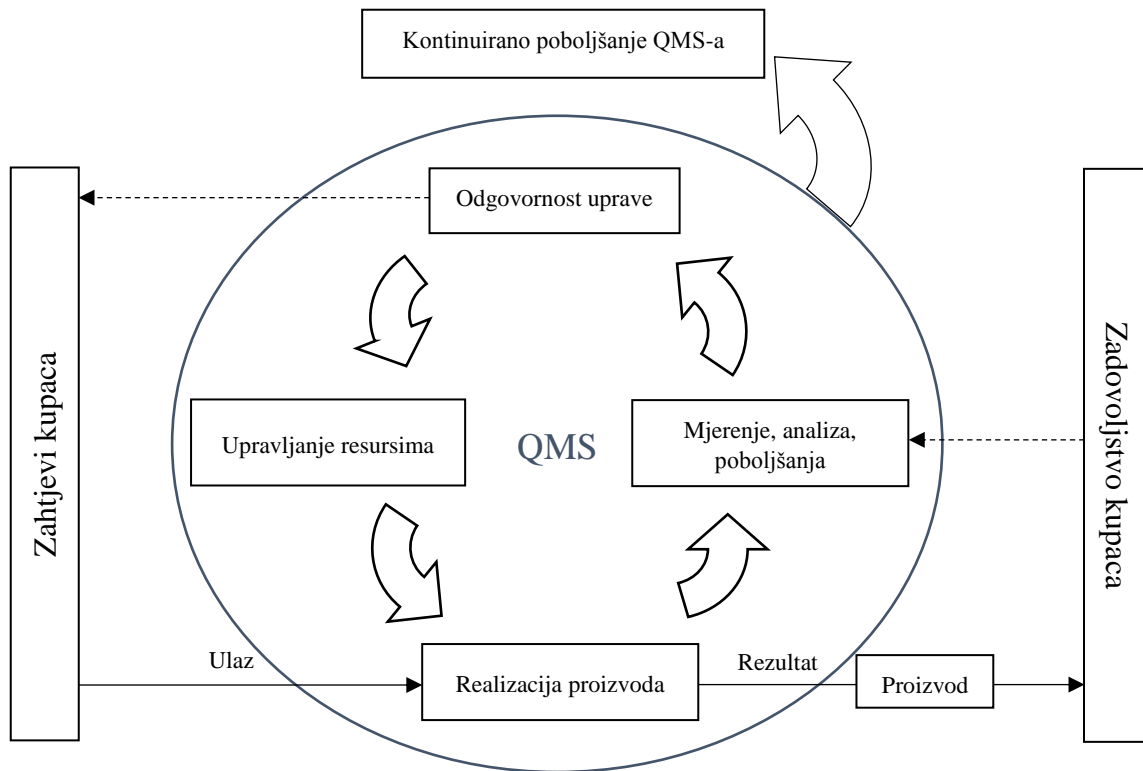 Kontinuirano poboljšanje QMS-a
Odgovornost uprave
Zahtjevi kupaca
Upravljanje resursima
QMS
Mjerenje, analiza,
poboljšanja
Zadovoljstvo kupaca
Ulaz
Realizacija proizvoda
Rezultat
Proizvod